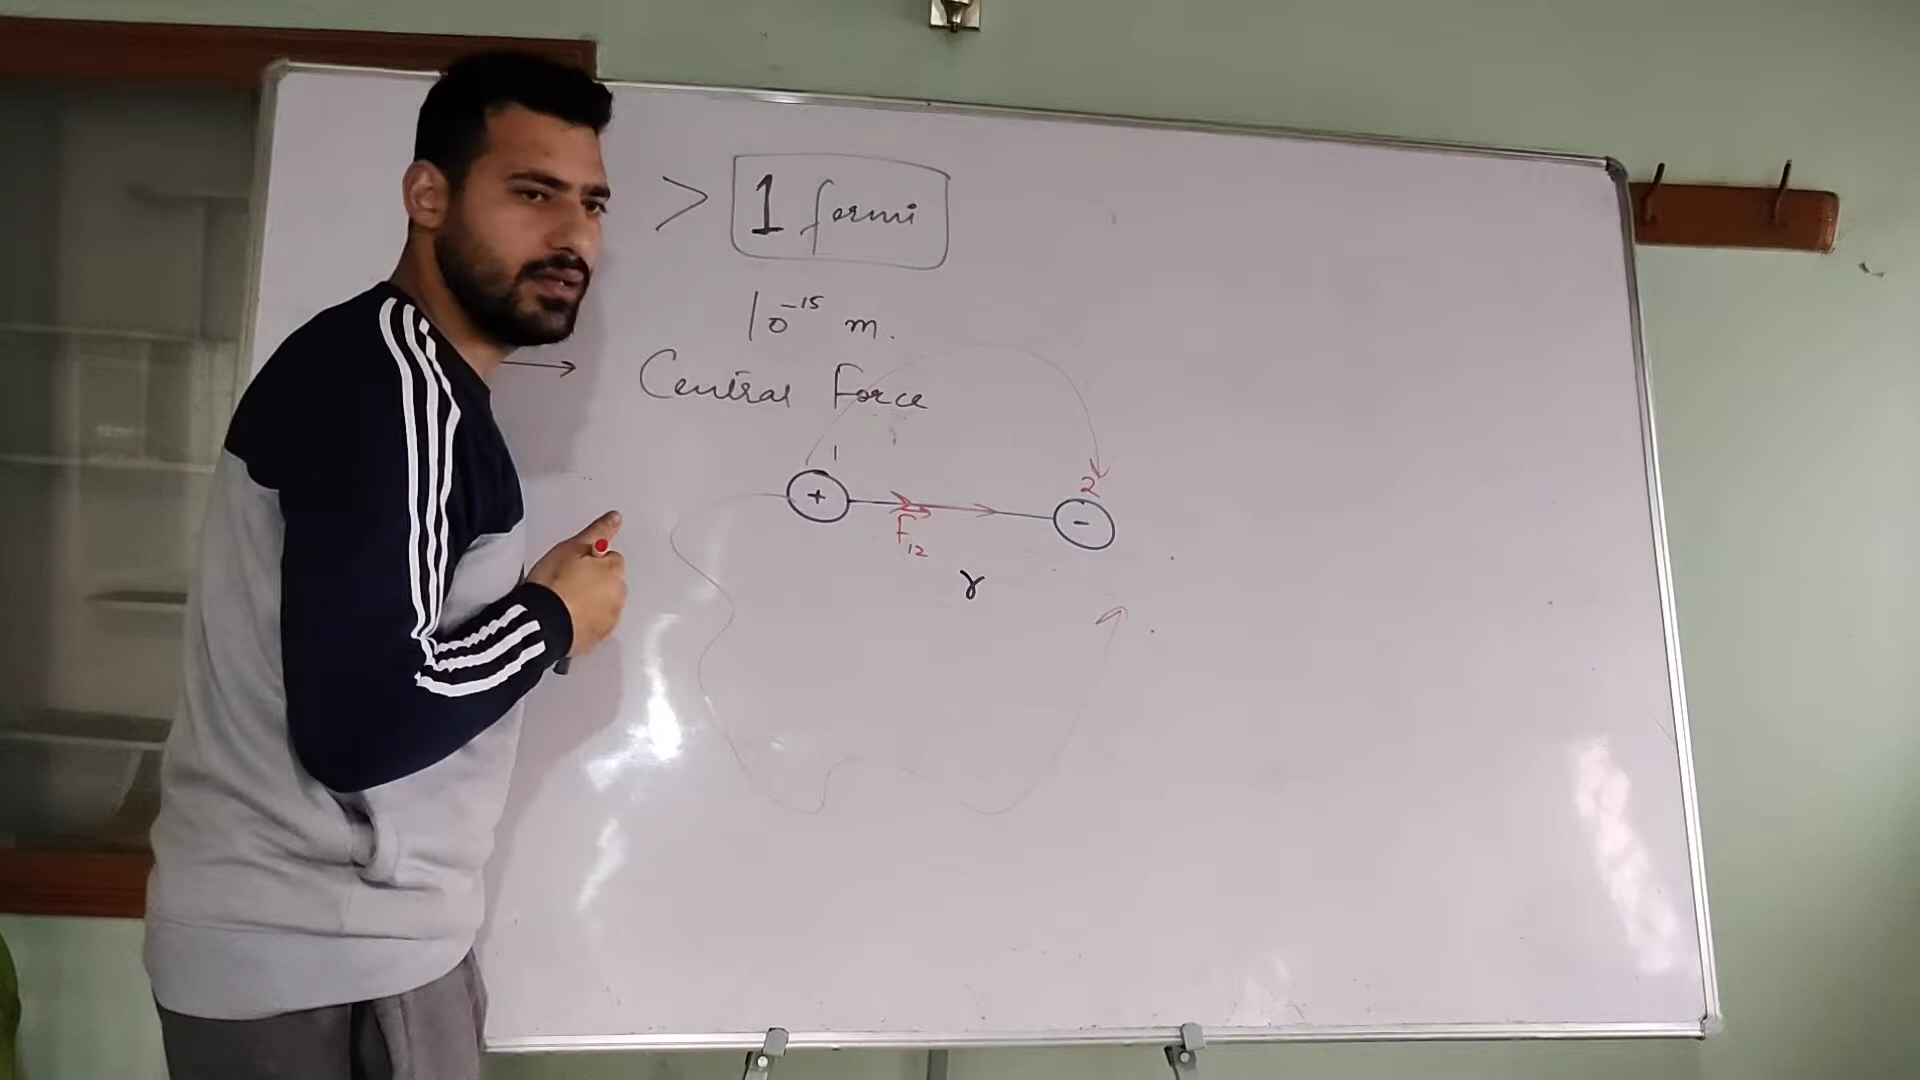 > 1 fermi
10⁻¹⁵ m.
→ Central Force
1
2
+
-
F₁₂
r